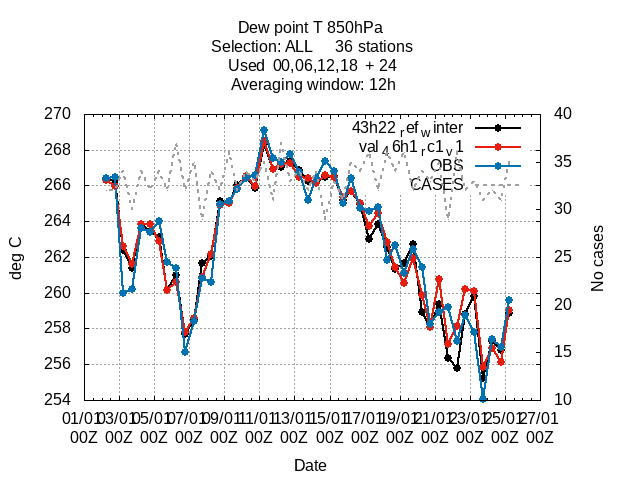 Dew point T 850hPa
Selection: ALL 36 stations
Used 00,06,12,18 + 24
Averaging window: 12h
270
268
266
264
262
260
258
256
254
deg C
40
35
30
25
20
15
10
No cases
43h22ref winter
val46h1rc1v1
OBS
CASES
01/01 03/01 05/01 07/01 09/01 11/01 13/01 15/01 17/01 19/01 21/01 23/01 25/01 27/01
00Z 00Z 00Z 00Z 00Z 00Z 00Z 00Z 00Z 00Z 00Z 00Z 00Z 00Z
Date